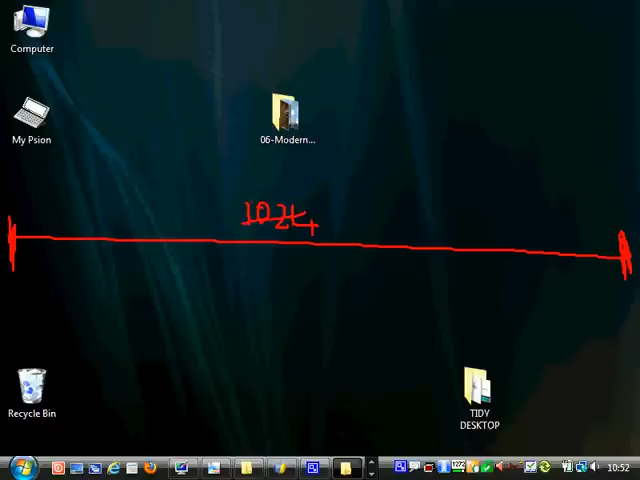 Computer
My Psion
06-Modern...
1024
Recycle Bin
TIDY
DESKTOP
10:52